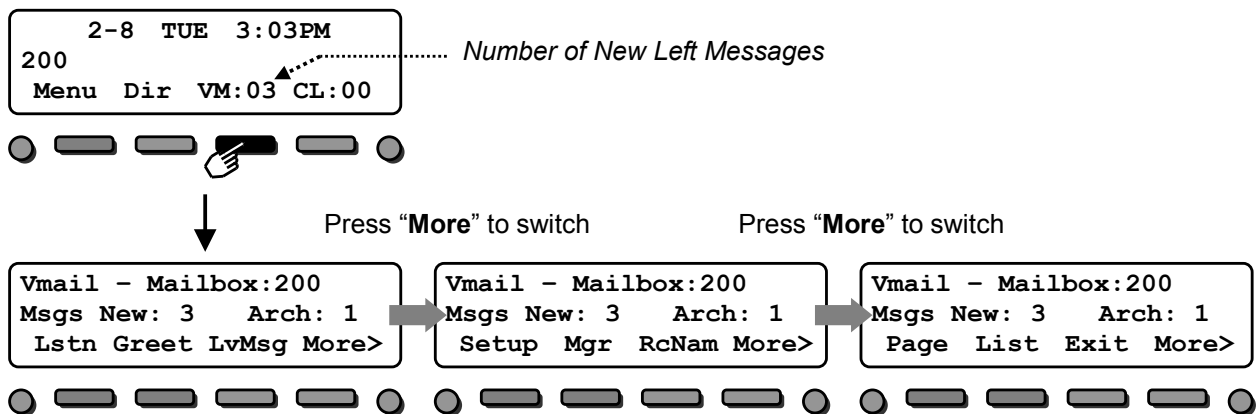 2-8 TUE 3:03PM
200
Menu Dir VM:03 CL:00
Number of New Left Messages
Press “More” to switch
Press “More” to switch
Vmail – Mailbox:200
Msgs New: 3 Arch: 1
Lstn Greet LvMsg More>
Vmail – Mailbox:200
Msgs New: 3 Arch: 1
Setup Mgr RcNam More>
Vmail – Mailbox:200
Msgs New: 3 Arch: 1
Page List Exit More>